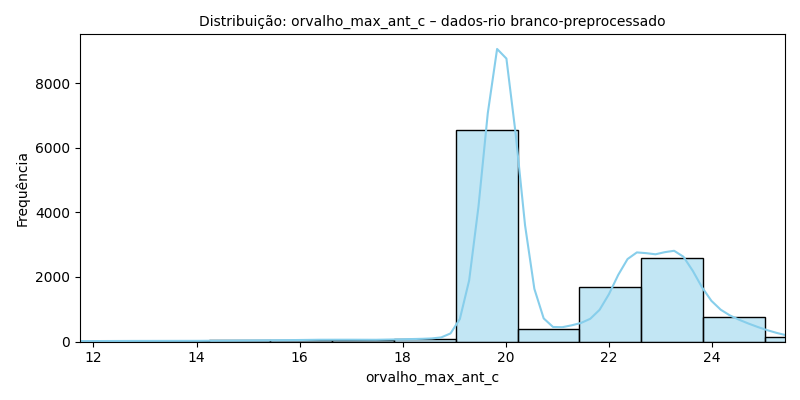 Distribuição: orvalho_max_ant_c – dados-rio branco-preprocessado
Frequência
8000
6000
4000
2000
0
12 14 16 18 20 22 24
orvalho_max_ant_c